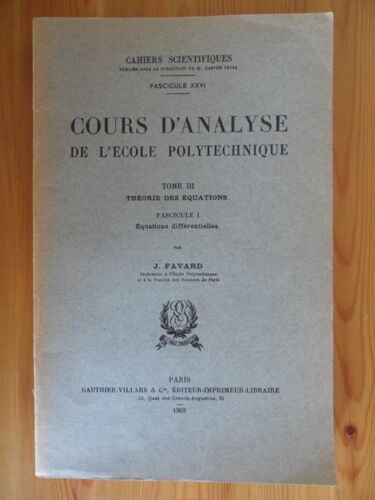 CAHIERS SCIENTIFIQUES
PUBLIÉS SOUS LA DIRECTION DE M. GASTON JULIA
FASCICULE XXVI
COURS D'ANALYSE
DE L'ECOLE POLYTECHNIQUE
TOME III
THÉORIE DES ÉQUATIONS.
FASCICULE I
Équations différentielles.
PAR
J. FAVARD
Professeur à l'École Polytechnique
et à la Faculté des Sciences de Paris
PARIS
GAUTHIER-VILLARS & Cie, ÉDITEUR-IMPRIMEUR-LIBRAIRE
55, Quai des Grands-Augustins, 55